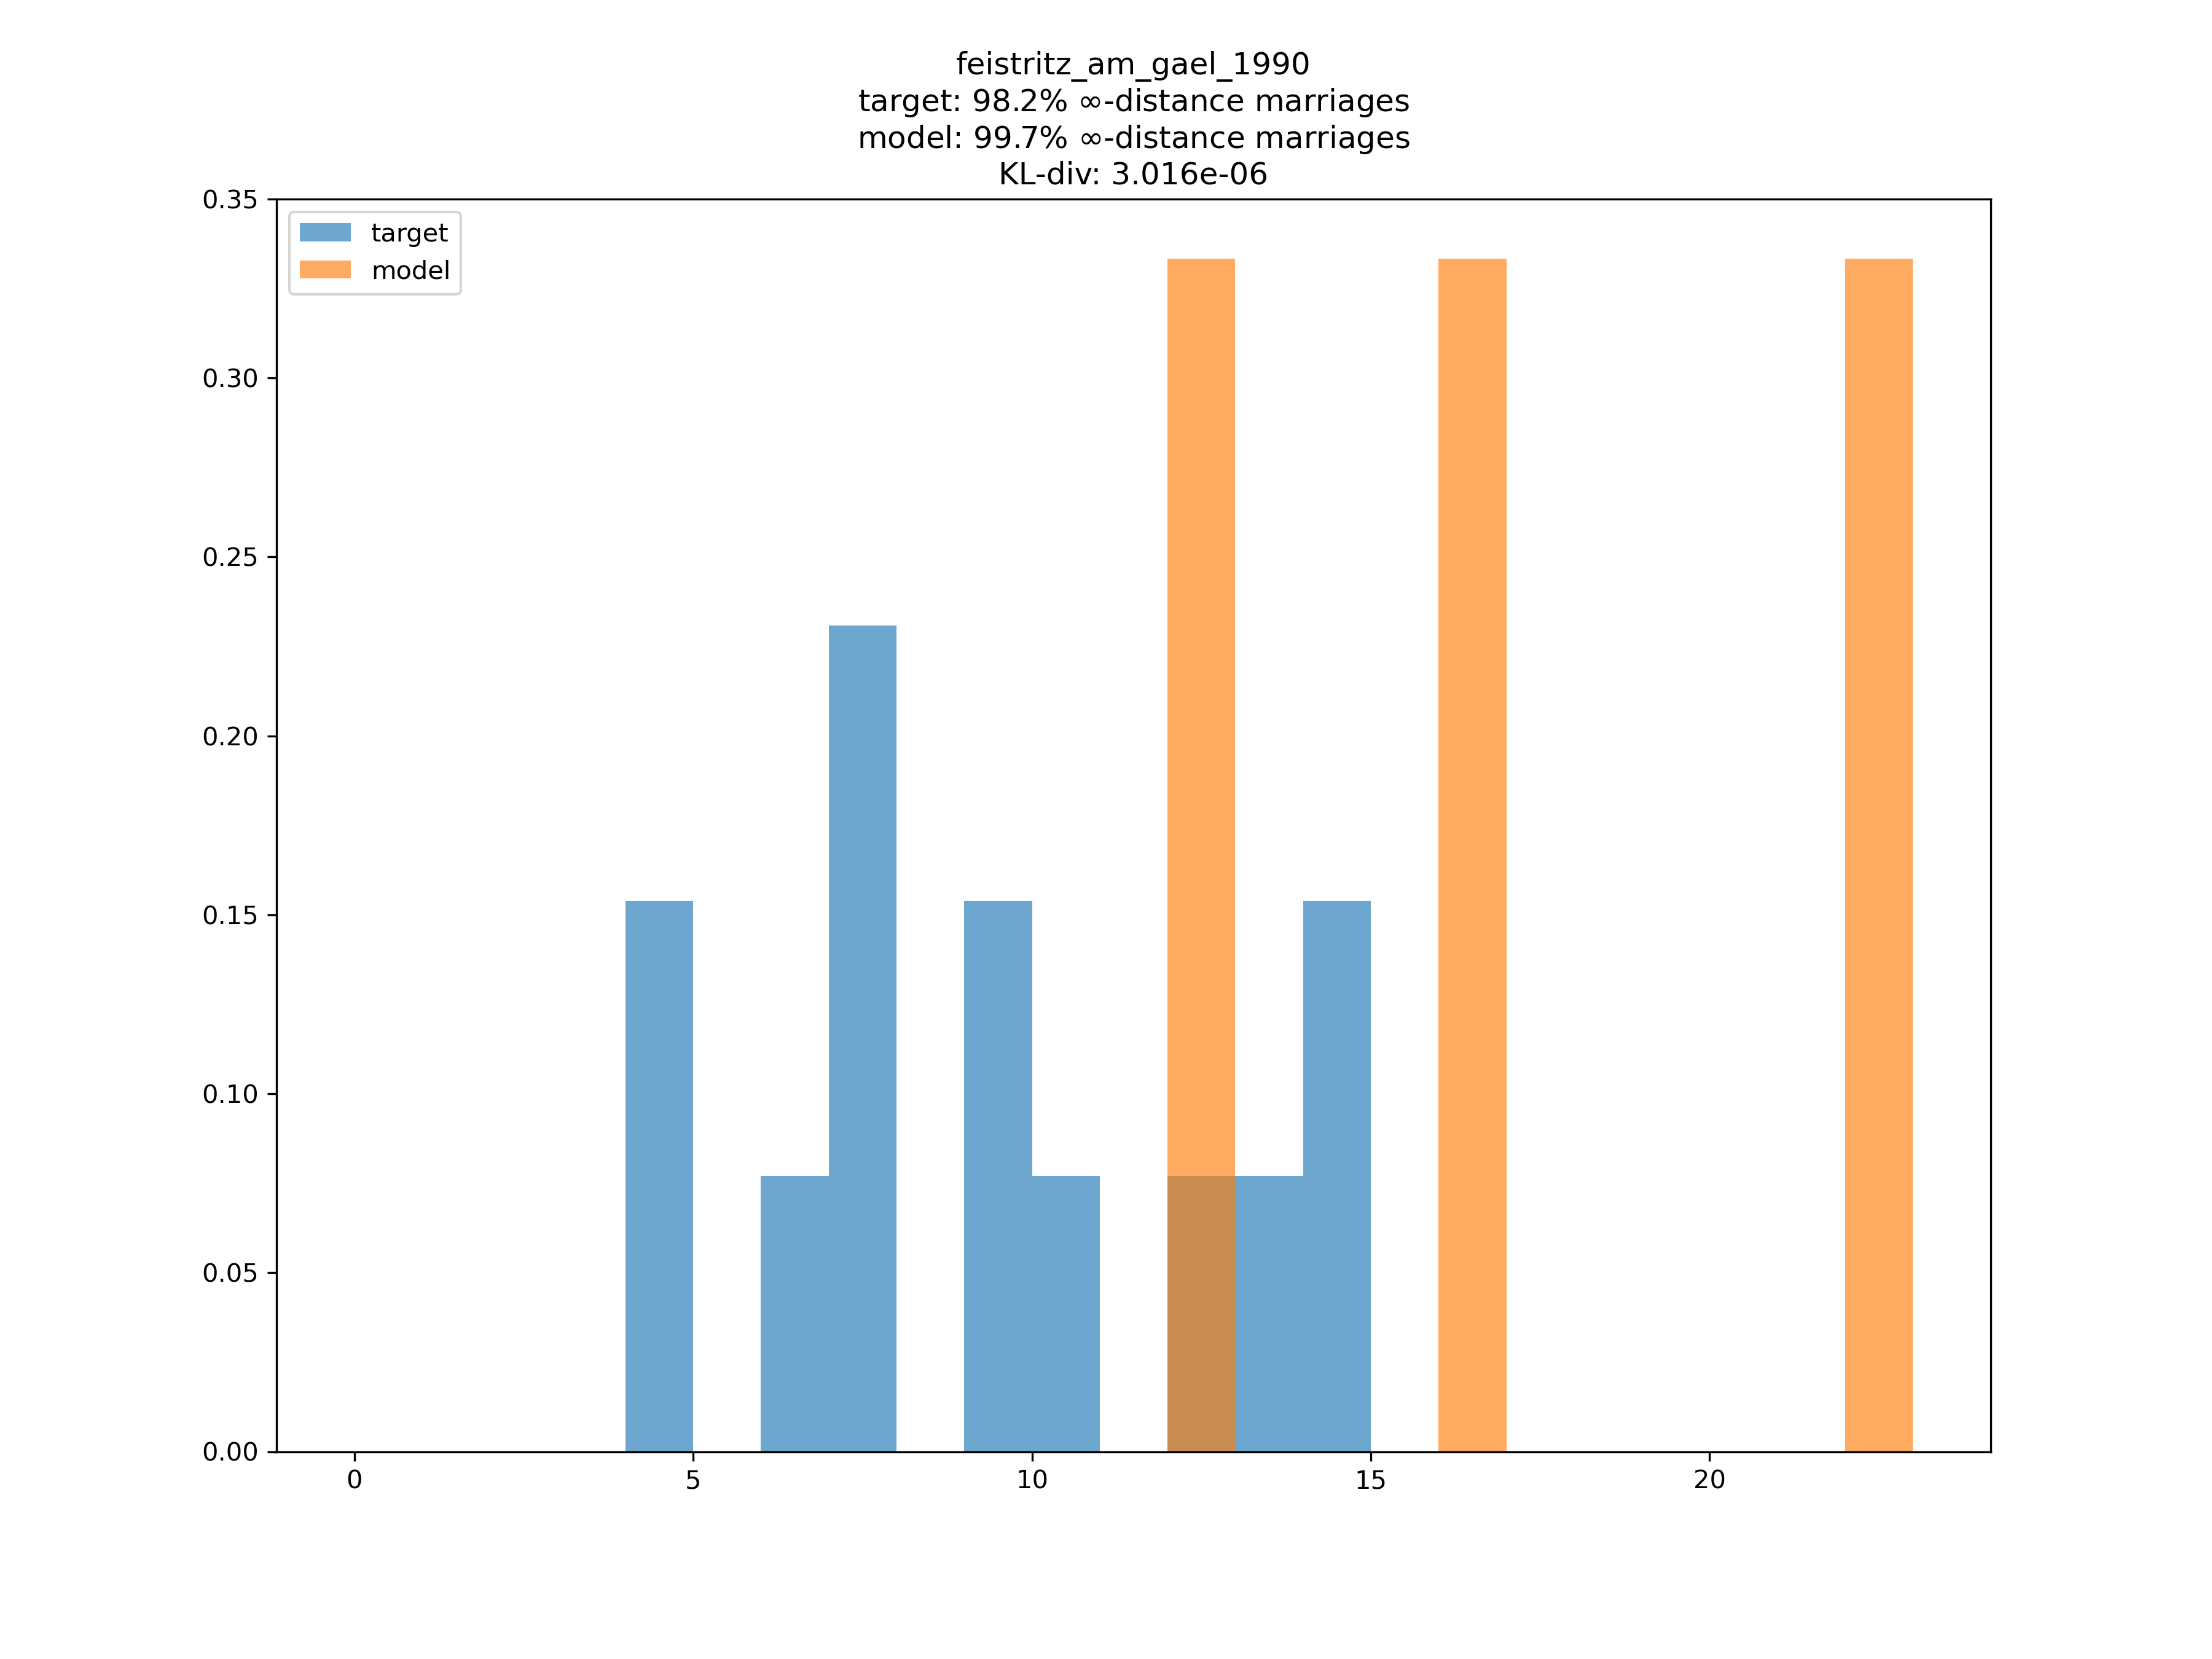 feistritz_am_gael_1990
target: 98.2% ∞-distance marriages
model: 99.7% ∞-distance marriages
KL-div: 3.016e-06
target
model
0.35
0.30
0.25
0.20
0.15
0.10
0.05
0.00
0 5 10 15 20